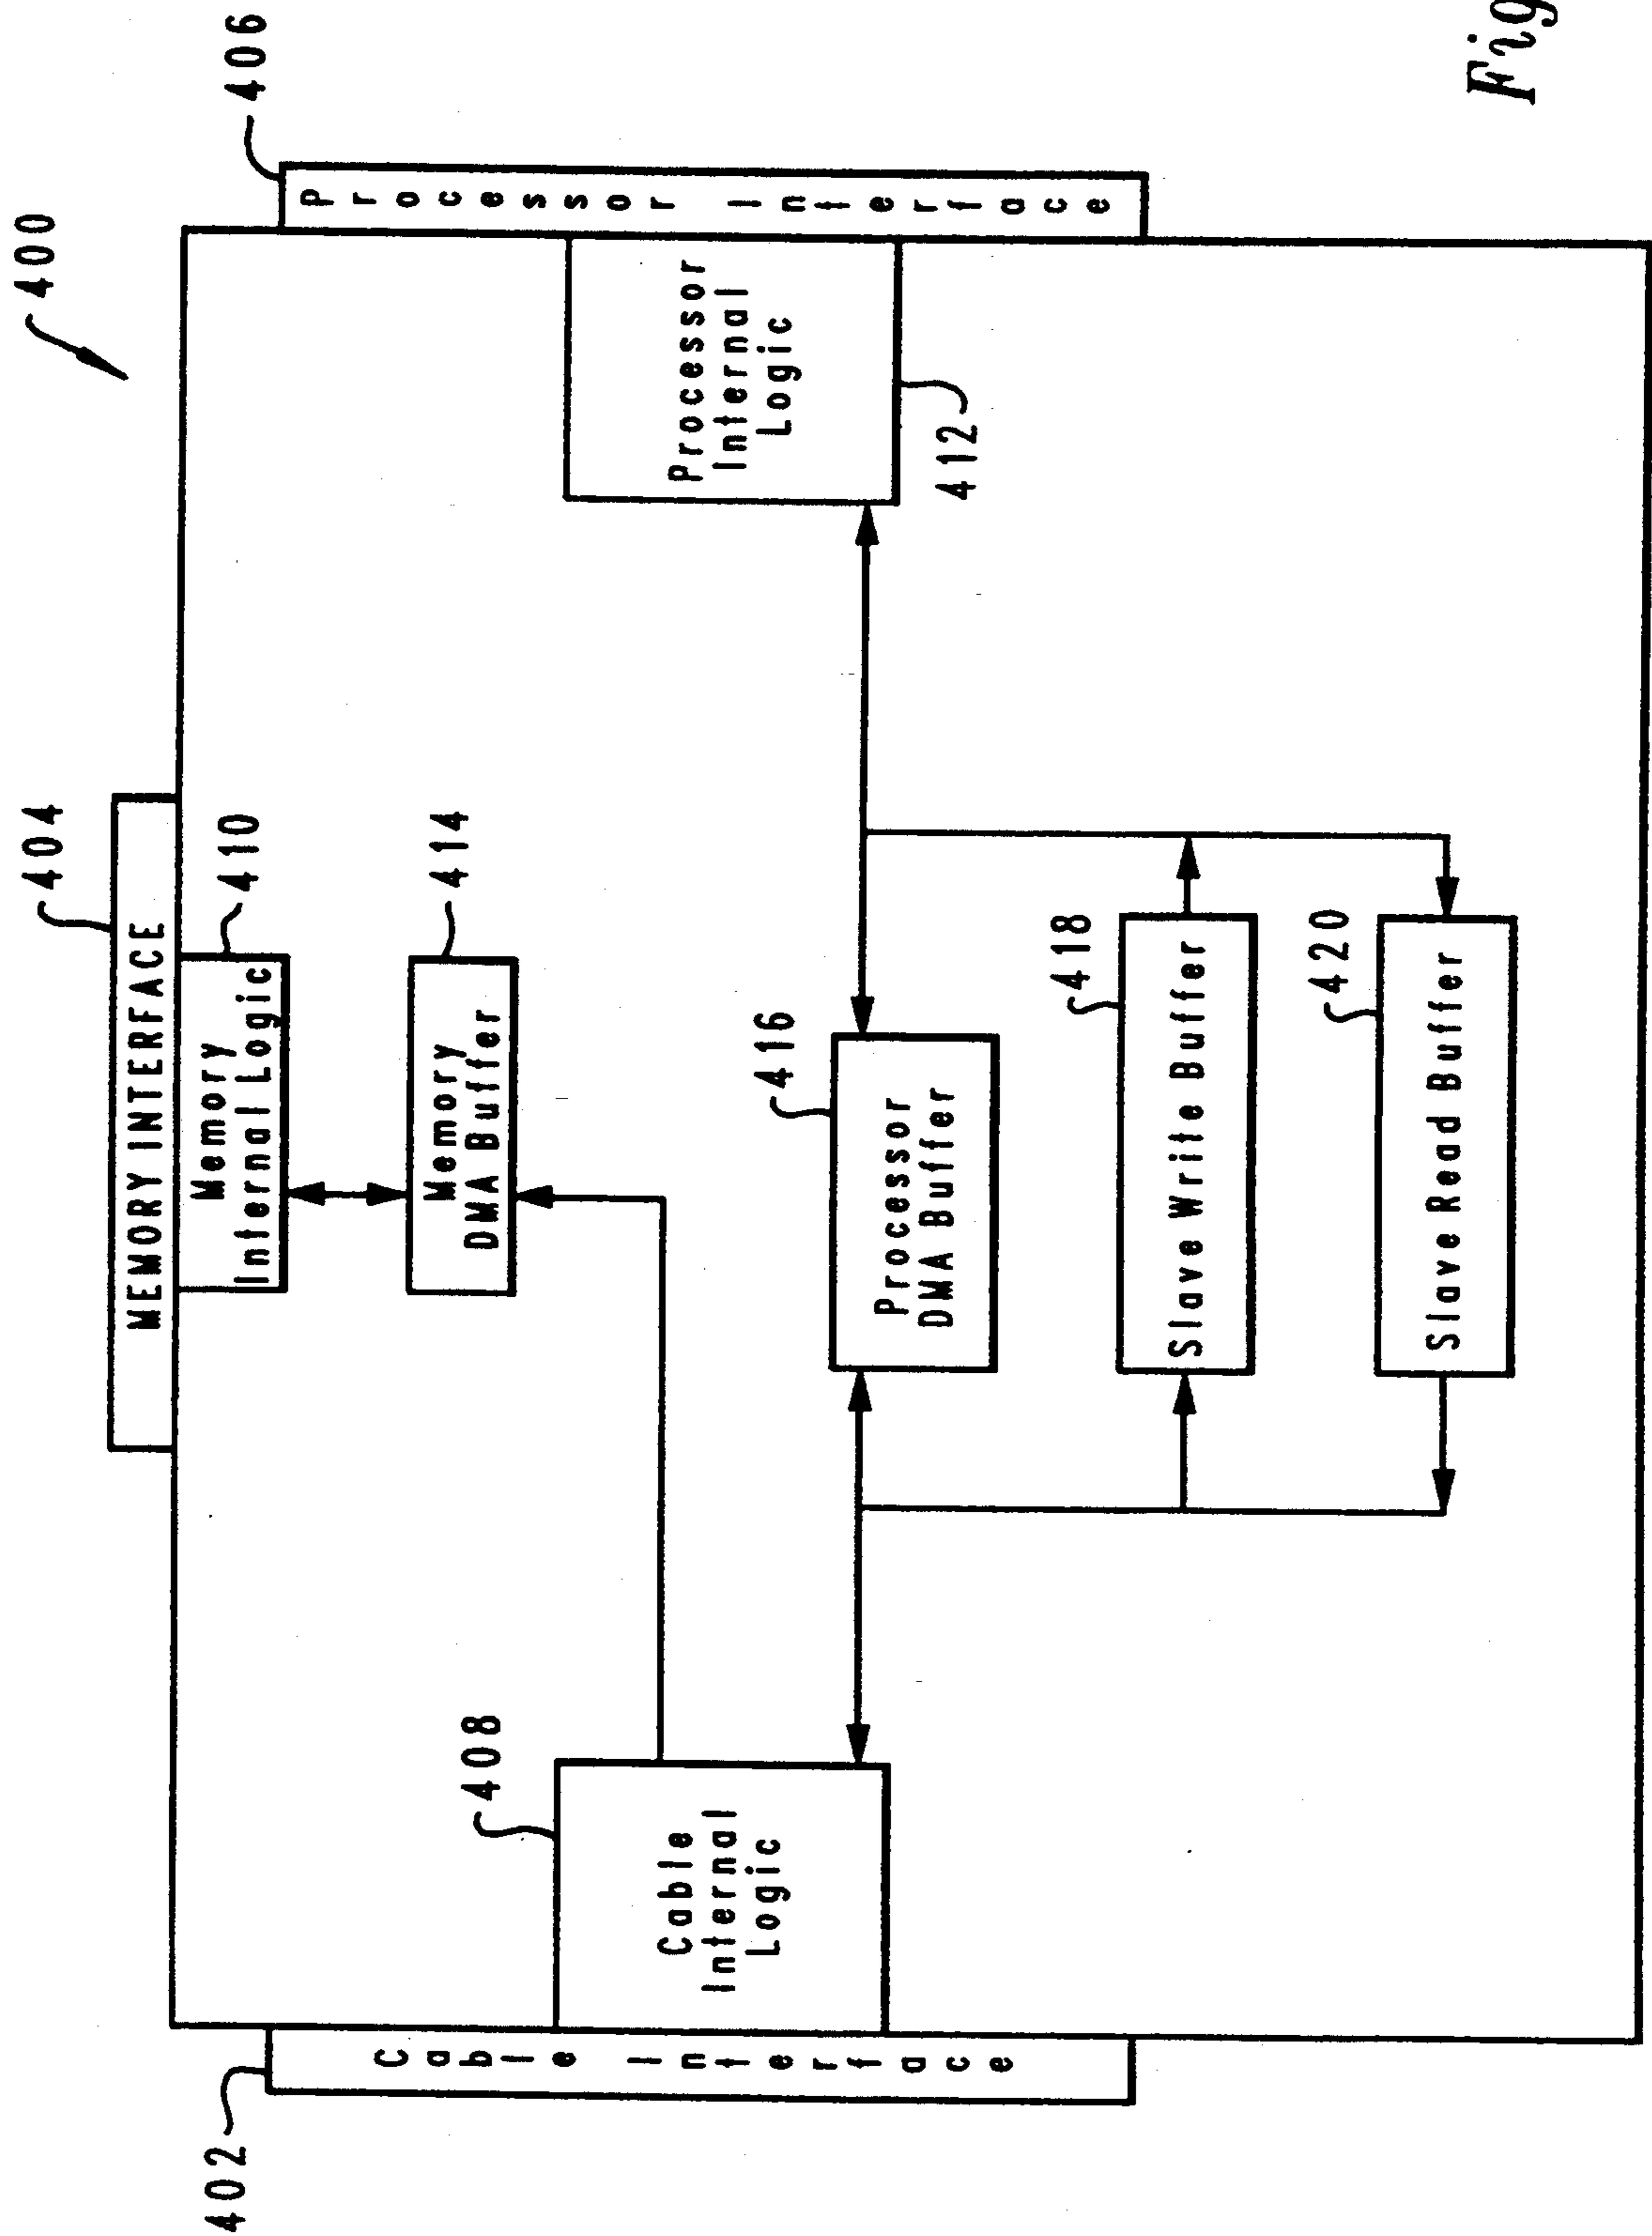 400
404
MEMORY INTERFACE
406
Processor Interface
402
Cable Interface
410
Memory
Internal Logic
414
Memory
DMA Buffer
408
Cable
Internal
Logic
412
Processor
Internal
Logic
416
Processor
DMA Buffer
418
Slave Write Buffer
420
Slave Read Buffer
Fig